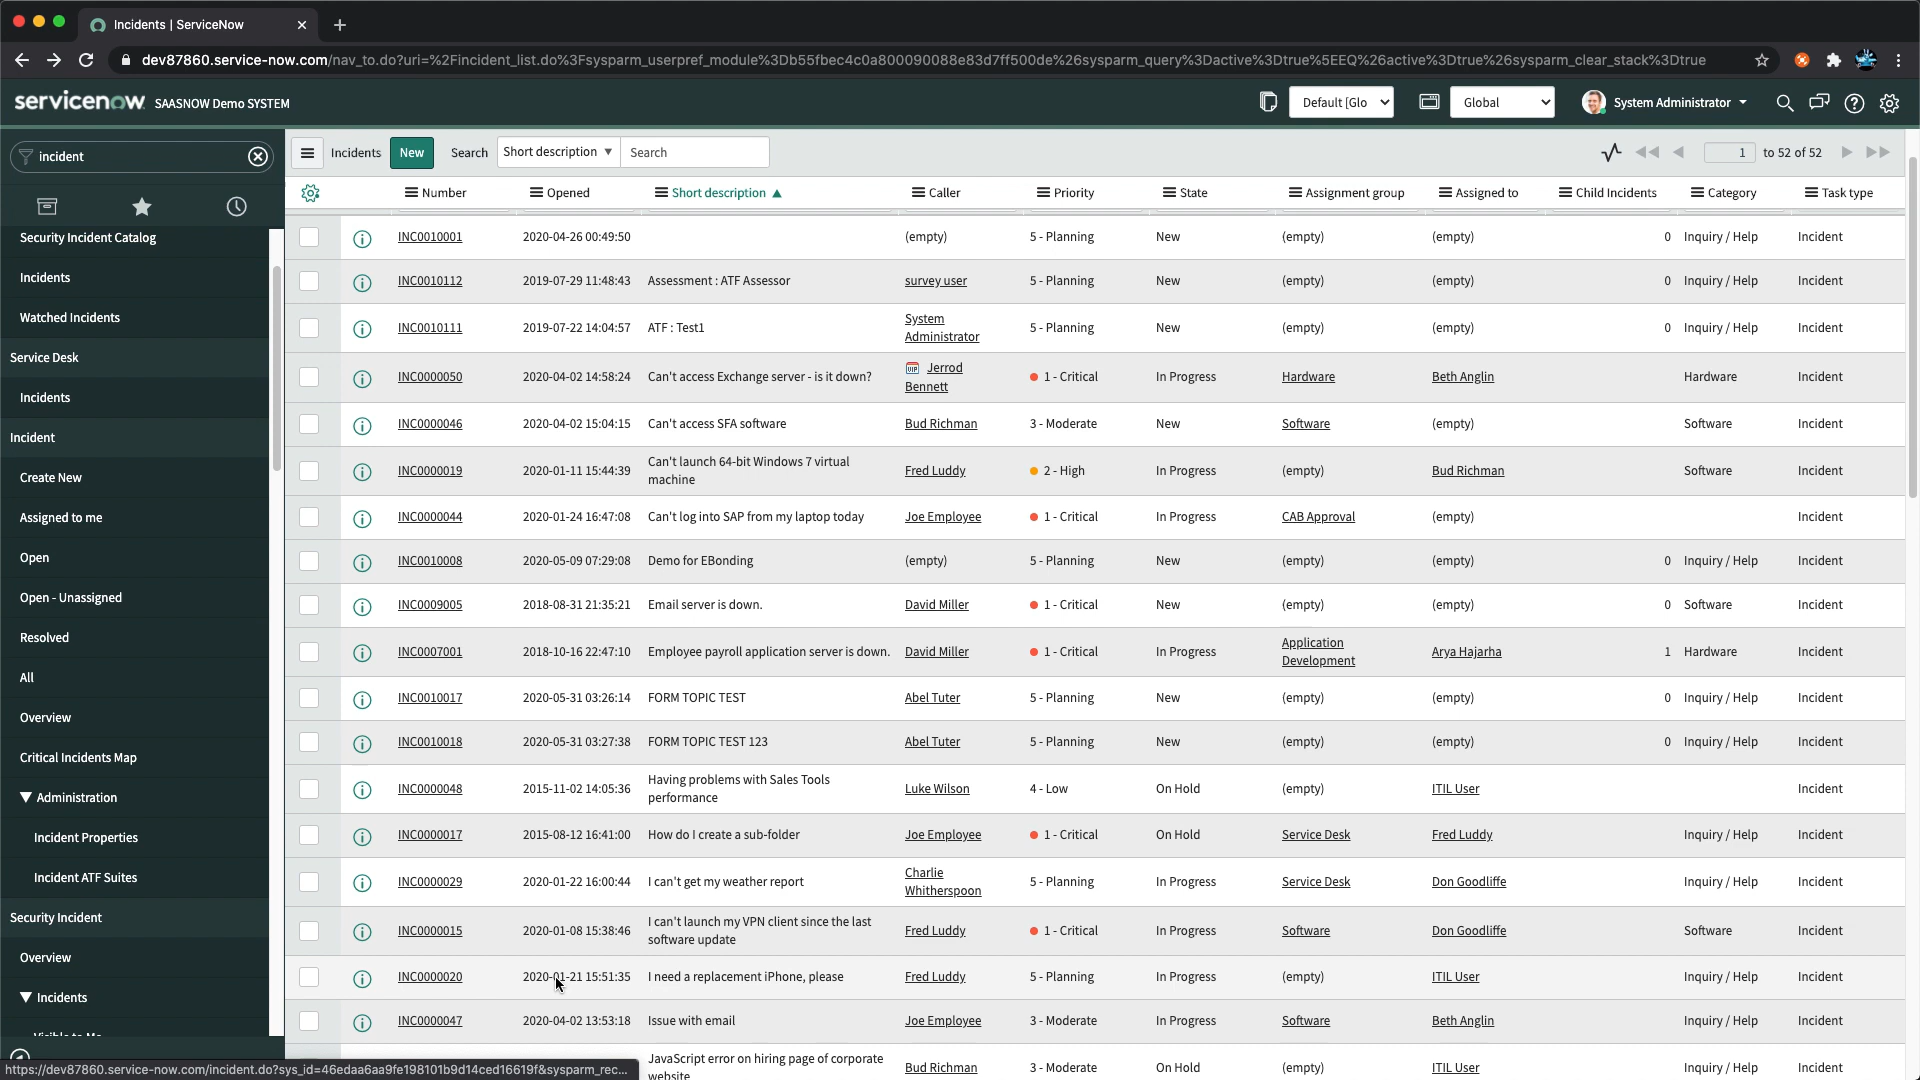 Incidents | ServiceNow
dev87860.service-now.com/nav_to.do?uri=%2Fincident_list.do%3Fsysparm_userpref_module%3Db55fbec4c0a800090088e83d7ff500de%26sysparm_query%3Dactive%3Dtrue%5EEQ%26active%3Dtrue%26sysparm_clear_stack%3Dtrue
servicenow SAASNOW Demo SYSTEM Default [Glo Global System Administrator
incident
Security Incident Catalog
Incidents
Watched Incidents
Service Desk
Incidents
Incident
Create New
Assigned to me
Open
Open - Unassigned
Resolved
All
Overview
Critical Incidents Map
Administration
Incident Properties
Incident ATF Suites
Security Incident
Overview
Incidents
Visible to Me
Incidents New Search Short description Search 1 to 52 of 52
Number Opened Short description Caller Priority State Assignment group Assigned to Child Incidents Category Task type
INC0010001 2020-04-26 00:49:50 (empty) 5 - Planning New (empty) (empty) 0 Inquiry / Help Incident
INC0010112 2019-07-29 11:48:43 Assessment : ATF Assessor survey user 5 - Planning New (empty) (empty) 0 Inquiry / Help Incident
INC0010111 2019-07-22 14:04:57 ATF : Test1 System Administrator 5 - Planning New (empty) (empty) 0 Inquiry / Help Incident
INC0000050 2020-04-02 14:58:24 Can't access Exchange server - is it down? VIP Jerrod Bennett 1 - Critical In Progress Hardware Beth Anglin Hardware Incident
INC0000046 2020-04-02 15:04:15 Can't access SFA software Bud Richman 3 - Moderate New Software (empty) Software Incident
INC0000019 2020-01-11 15:44:39 Can't launch 64-bit Windows 7 virtual machine Fred Luddy 2 - High In Progress (empty) Bud Richman Software Incident
INC0000044 2020-01-24 16:47:08 Can't log into SAP from my laptop today Joe Employee 1 - Critical In Progress CAB Approval (empty) Incident
INC0010008 2020-05-09 07:29:08 Demo for EBonding (empty) 5 - Planning New (empty) (empty) 0 Inquiry / Help Incident
INC0009005 2018-08-31 21:35:21 Email server is down. David Miller 1 - Critical New (empty) (empty) 0 Software Incident
INC0007001 2018-10-16 22:47:10 Employee payroll application server is down. David Miller 1 - Critical In Progress Application Development Arya Hajarha 1 Hardware Incident
INC0010017 2020-05-31 03:26:14 FORM TOPIC TEST Abel Tuter 5 - Planning New (empty) (empty) 0 Inquiry / Help Incident
INC0010018 2020-05-31 03:27:38 FORM TOPIC TEST 123 Abel Tuter 5 - Planning New (empty) (empty) 0 Inquiry / Help Incident
INC0000048 2015-11-02 14:05:36 Having problems with Sales Tools performance Luke Wilson 4 - Low On Hold (empty) ITIL User Incident
INC0000017 2015-08-12 16:41:00 How do I create a sub-folder Joe Employee 1 - Critical On Hold Service Desk Fred Luddy Inquiry / Help Incident
INC0000029 2020-01-22 16:00:44 I can't get my weather report Charlie Whitherspoon 5 - Planning In Progress Service Desk Don Goodliffe Inquiry / Help Incident
INC0000015 2020-01-08 15:38:46 I can't launch my VPN client since the last software update Fred Luddy 1 - Critical In Progress Software Don Goodliffe Software Incident
INC0000020 2020-01-21 15:51:35 I need a replacement iPhone, please Fred Luddy 5 - Planning In Progress (empty) ITIL User Inquiry / Help Incident
INC0000047 2020-04-02 13:53:18 Issue with email Joe Employee 3 - Moderate In Progress Software Beth Anglin Inquiry / Help Incident
JavaScript error on hiring page of corporate website Bud Richman 3 - Moderate On Hold (empty) ITIL User Inquiry / Help Incident
https://dev87860.service-now.com/incident.do?sys_id=46edaa6aa9fe198101b9d14ced16619f&sysparm_rec...